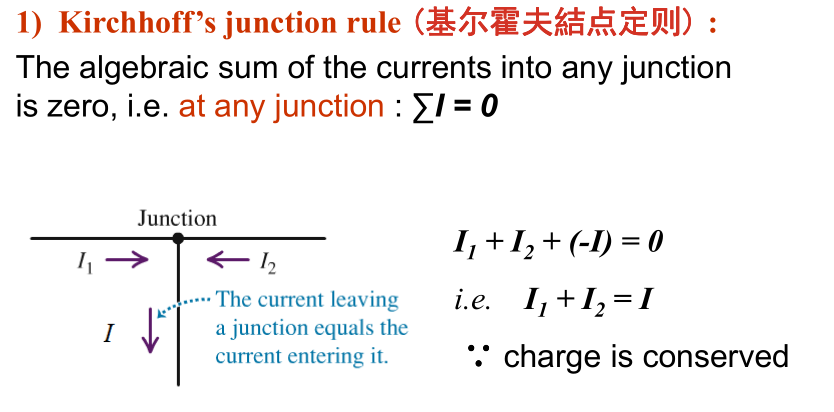 1) Kirchhoff’s junction rule (基尔霍夫結点定则) :
The algebraic sum of the currents into any junction
is zero, i.e. at any junction : ∑I = 0
Junction
I₁
I₂
The current leaving
a junction equals the
current entering it.
I
I₁ + I₂ + (-I) = 0
i.e. I₁ + I₂ = I
∵ charge is conserved